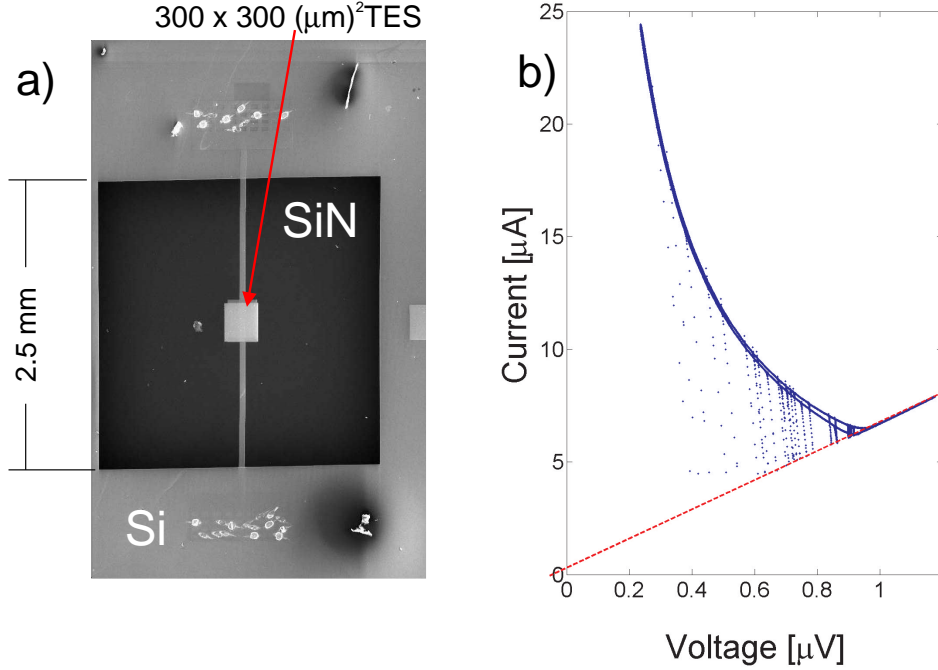 300 x 300 (μm)²TES
a)
SiN
2.5 mm
Si
b)
25
20
15
10
5
0
Current [μA]
0 0.2 0.4 0.6 0.8 1
Voltage [μV]